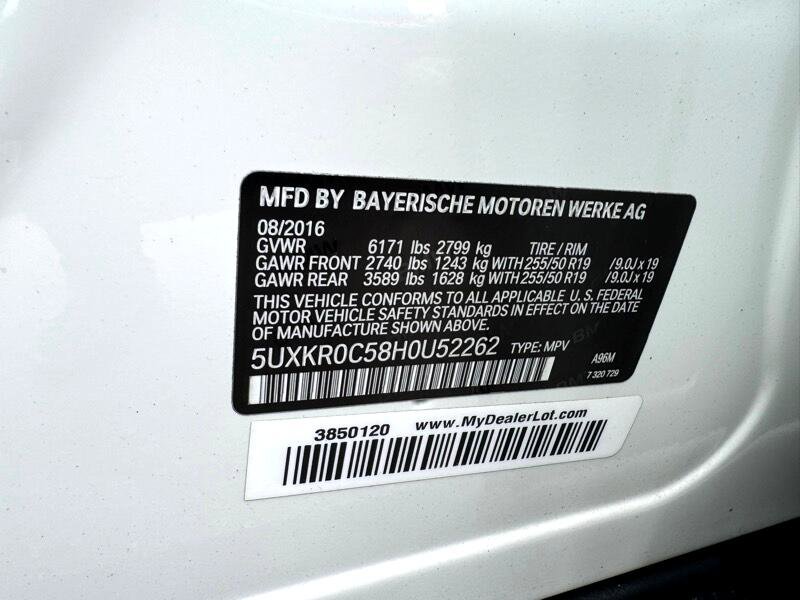 MFD BY BAYERISCHE MOTOREN WERKE AG
08/2016
GVWR 6171 lbs 2799 kg TIRE / RIM
GAWR FRONT 2740 lbs 1243 kg WITH 255/50 R19 /9.0J x 19
GAWR REAR 3589 lbs 1628 kg WITH 255/50 R19 /9.0J x 19
THIS VEHICLE CONFORMS TO ALL APPLICABLE U. S. FEDERAL
MOTOR VEHICLE SAFETY STANDARDS IN EFFECT ON THE DATE
OF MANUFACTURE SHOWN ABOVE.
5UXKR0C58H0U52262 TYPE: MPV A96M
7 320 729
3850120 www.MyDealerLot.com